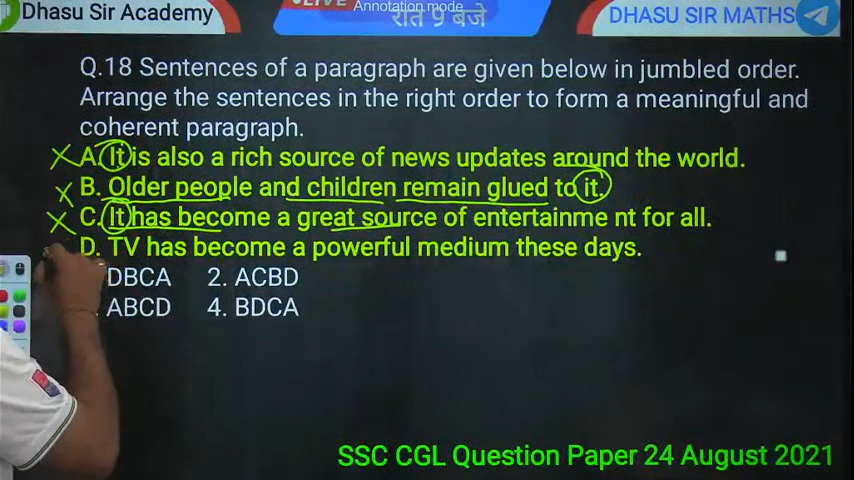 Dhasu Sir Academy
LIVE Annotation mode
रात 9 बजे
DHASU SIR MATHS
Q.18 Sentences of a paragraph are given below in jumbled order.
Arrange the sentences in the right order to form a meaningful and
coherent paragraph.
A. It is also a rich source of news updates around the world.
B. Older people and children remain glued to it.
C. It has become a great source of entertainme nt for all.
D. TV has become a powerful medium these days.
DBCA 2. ACBD
ABCD 4. BDCA
SSC CGL Question Paper 24 August 2021